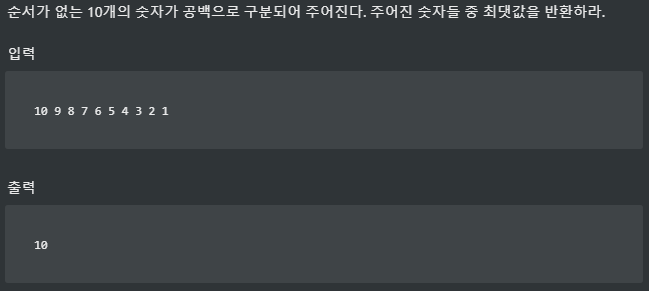 순서가 없는 10개의 숫자가 공백으로 구분되어 주어진다. 주어진 숫자들 중 최댓값을 반환하라.
입력
10 9 8 7 6 5 4 3 2 1
출력
10